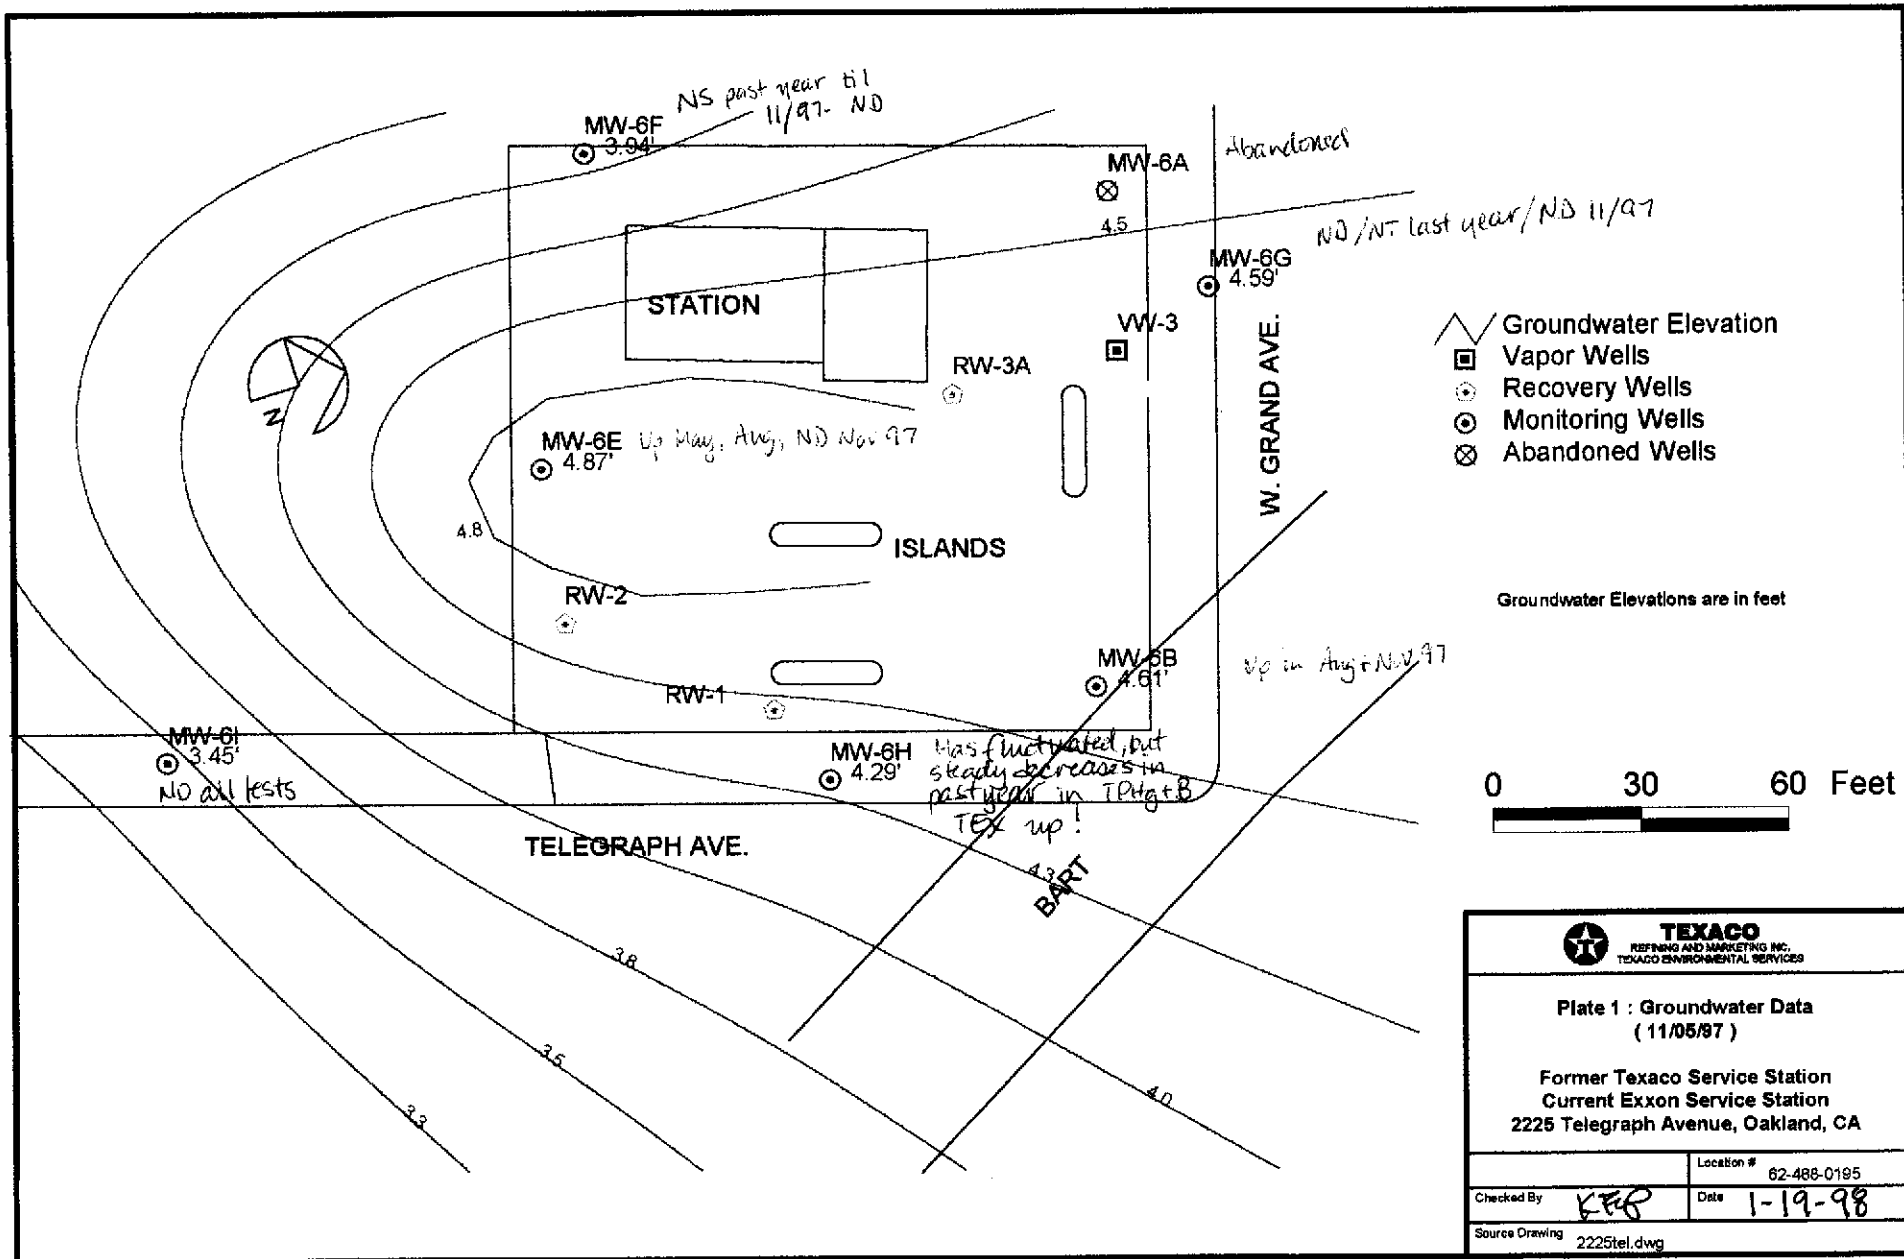 NS past year til
11/97- ND
MW-6F
3.94'
MW-6A
Abandoned
4.5
ND/NT last year/ND 11/97
MW-6G
4.59'
STATION
VW-3
RW-3A
W. GRAND AVE.
Groundwater Elevation
Vapor Wells
Recovery Wells
Monitoring Wells
Abandoned Wells
N
MW-6E
4.87'
Up May, Aug, ND Nov 97
4.8
ISLANDS
RW-2
Groundwater Elevations are in feet
MW-6B
4.61'
Up in Aug + Nov 97
RW-1
MW-6I
3.45'
ND all tests
MW-6H
4.29'
Has fluctuated, but
steady decreases in
past year in TPHg+B
TEX up!
0 30 60 Feet
TELEGRAPH AVE.
4.3
BART
3.8
3.5
4.0
3.3
TEXACO
REFINING AND MARKETING INC.
TEXACO ENVIRONMENTAL SERVICES
Plate 1 : Groundwater Data
( 11/05/97 )
Former Texaco Service Station
Current Exxon Service Station
2225 Telegraph Avenue, Oakland, CA
Location # 62-488-0195
Checked By
Date 1-19-98
Source Drawing 2225tel.dwg